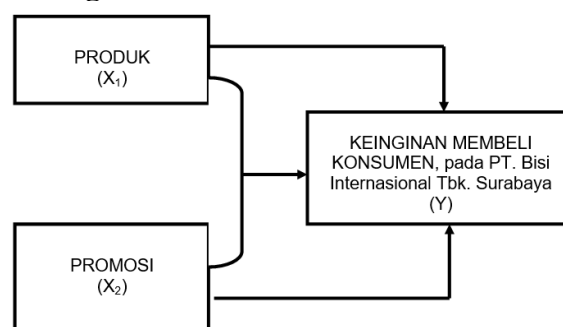 PRODUK
(X₁)
KEINGINAN MEMBELI
KONSUMEN, pada PT. Bisi
Internasional Tbk. Surabaya
(Y)
PROMOSI
(X₂)